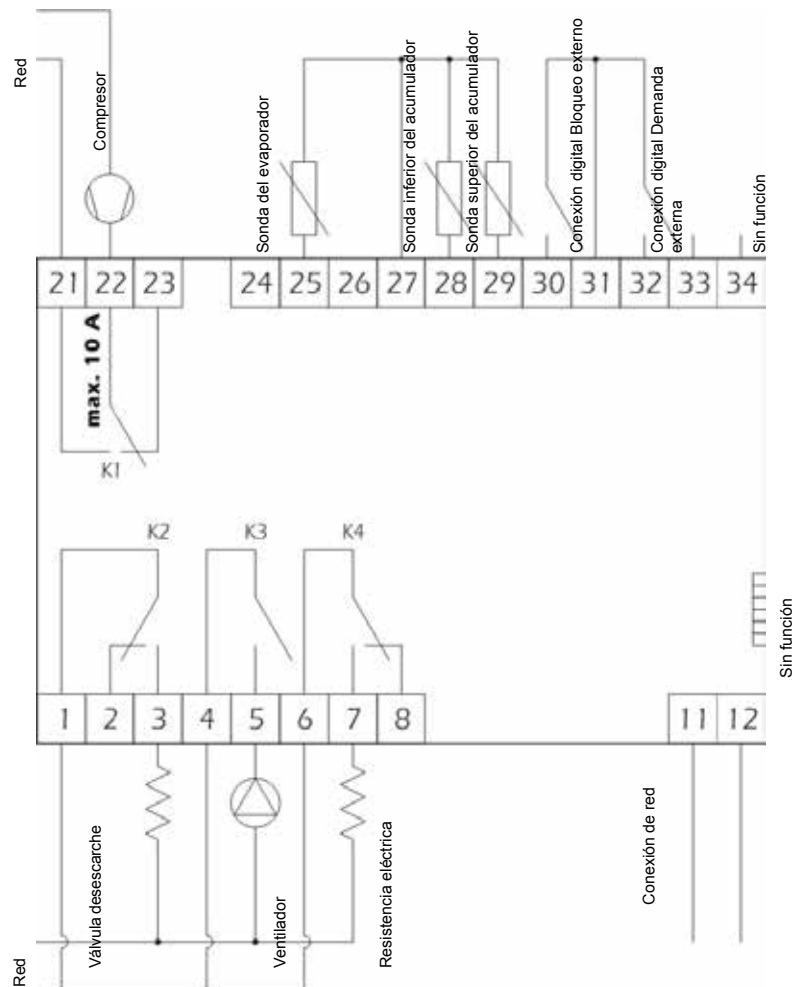 Red
Compresor
Sonda del evaporador
Sonda inferior del acumulador
Sonda superior del acumulador
Conexión digital Bloqueo externo
Conexión digital Demanda
externa
Sin función
21 22 23 24 25 26 27 28 29 30 31 32 33 34
max. 10 A
K1
K2 K3 K4
Sin función
1 2 3 4 5 6 7 8 11 12
Red
Válvula desescarche
Ventilador
Resistencia eléctrica
Conexión de red